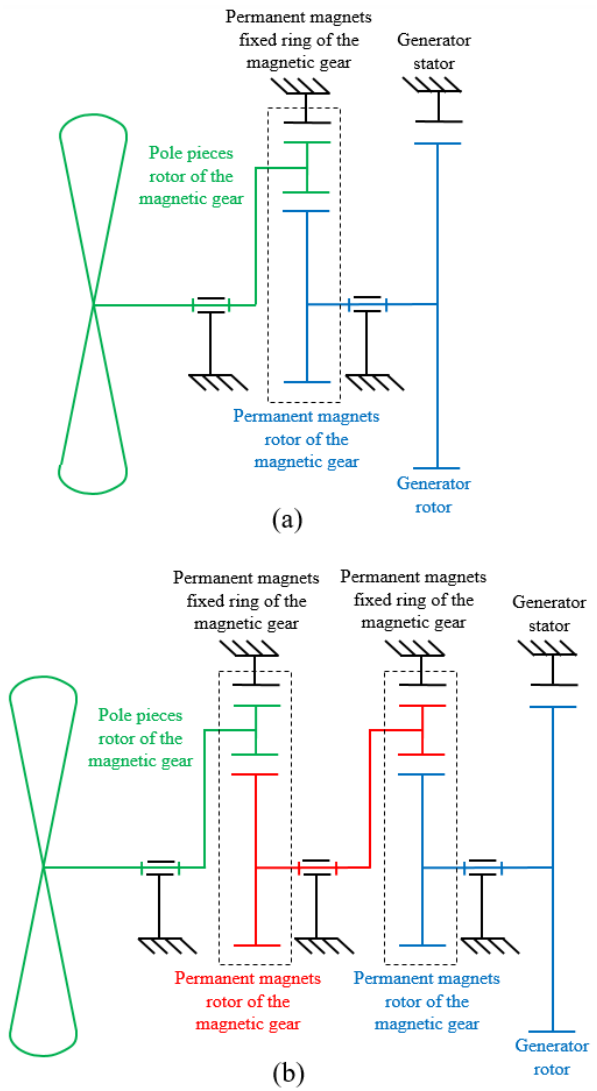 Permanent magnets
fixed ring of the
magnetic gear
Generator
stator
Pole pieces
rotor of the
magnetic gear
Permanent magnets
rotor of the
magnetic gear
Generator
rotor
(a)
Permanent magnets
fixed ring of the
magnetic gear
Permanent magnets
fixed ring of the
magnetic gear
Generator
stator
Pole pieces
rotor of the
magnetic gear
Permanent magnets
rotor of the
magnetic gear
Permanent magnets
rotor of the
magnetic gear
Generator
rotor
(b)